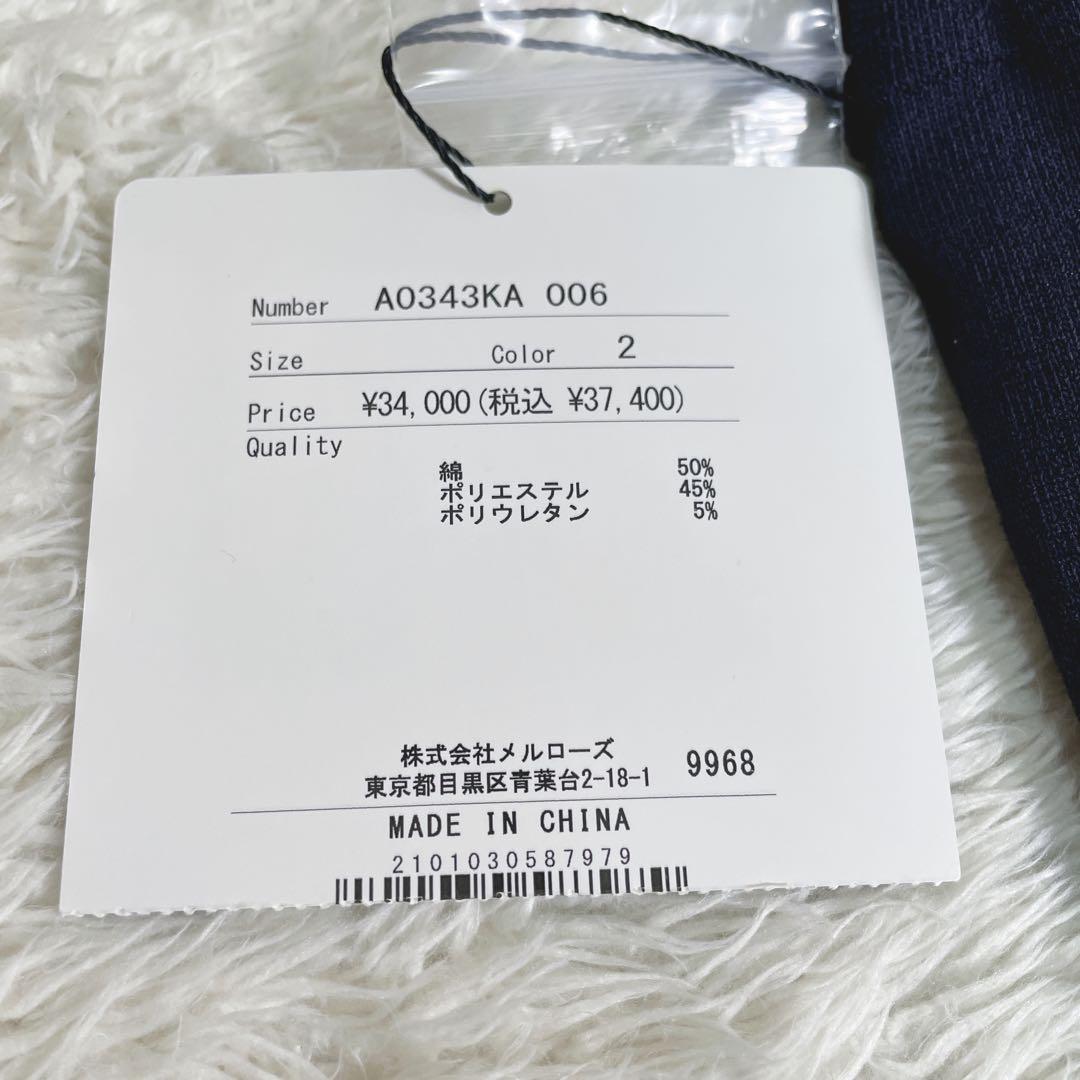 Number A0343KA 006
Size Color 2
Price ¥34,000(税込 ¥37,400)
Quality
綿 50%
ポリエステル 45%
ポリウレタン 5%
株式会社メルローズ
東京都目黒区青葉台2-18-1 9968
MADE IN CHINA
2101030587979